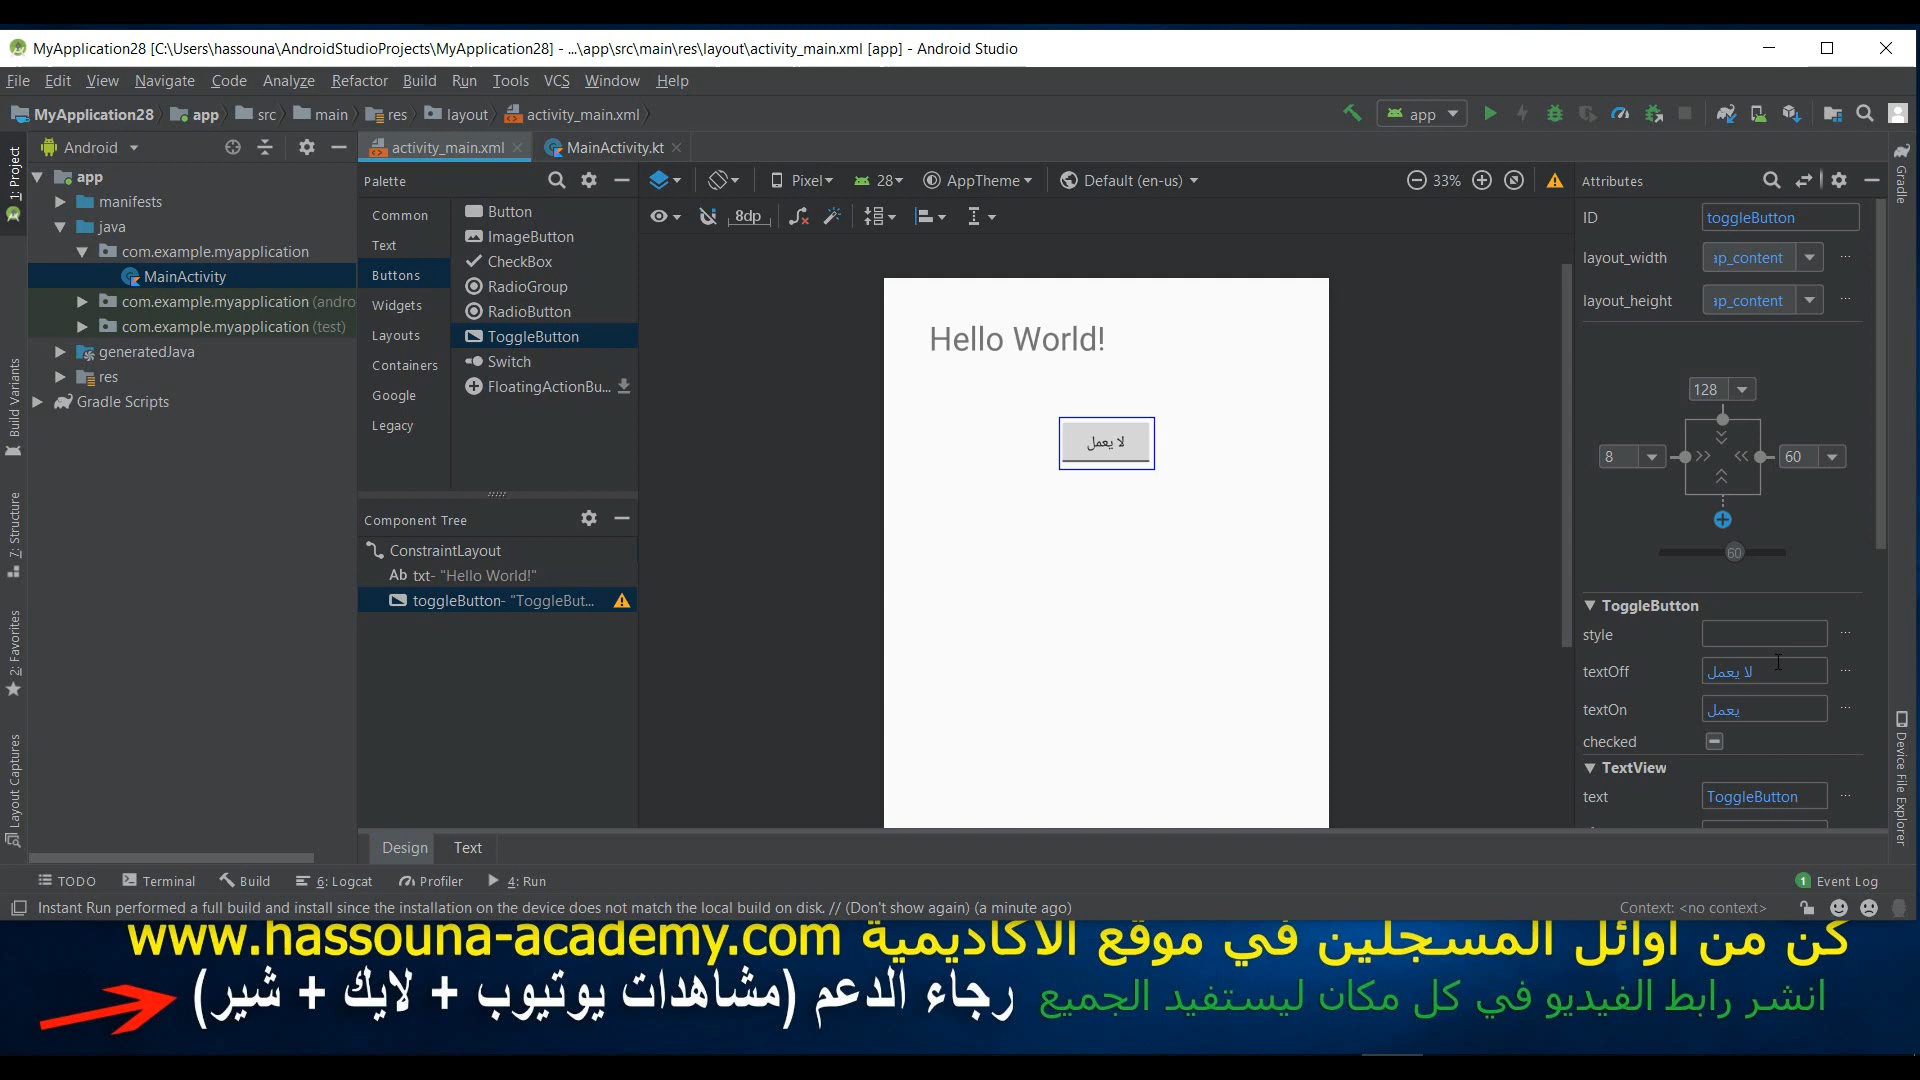 MyApplication28 [C:\Users\hassouna\AndroidStudioProjects\MyApplication28] - ...\app\src\main\res\layout\activity_main.xml [app] - Android Studio
File Edit View Navigate Code Analyze Refactor Build Run Tools VCS Window Help
MyApplication28 app src main res layout activity_main.xml
app
1: Project
Build Variants
7: Structure
2: Favorites
Layout Captures
Android
app
manifests
java
com.example.myapplication
MainActivity
com.example.myapplication (andro
com.example.myapplication (test)
generatedJava
res
Gradle Scripts
activity_main.xml MainActivity.kt
Palette
Common
Text
Buttons
Widgets
Layouts
Containers
Google
Legacy
Button
ImageButton
CheckBox
RadioGroup
RadioButton
ToggleButton
Switch
FloatingActionBu...
Component Tree
ConstraintLayout
Ab txt- "Hello World!"
toggleButton- "ToggleBut...
Pixel 28 AppTheme Default (en-us) 33%
8dp
Hello World!
لا يعمل
Attributes
ID toggleButton
layout_width ap_content ...
layout_height ap_content ...
128
8 60
60
ToggleButton
style ...
textOff لا يعمل ...
textOn يعمل ...
checked
TextView
text ToggleButton ...
Gradle
Device File Explorer
Design Text
TODO Terminal Build 6: Logcat Profiler 4: Run 1 Event Log
Instant Run performed a full build and install since the installation on the device does not match the local build on disk. // (Don't show again) (a minute ago) Context: <no context>
كن من اوائل المسجلين في موقع الاكاديمية www.hassouna-academy.com
انشر رابط الفيديو في كل مكان ليستفيد الجميع رجاء الدعم (مشاهدات يوتيوب + لايك + شير)